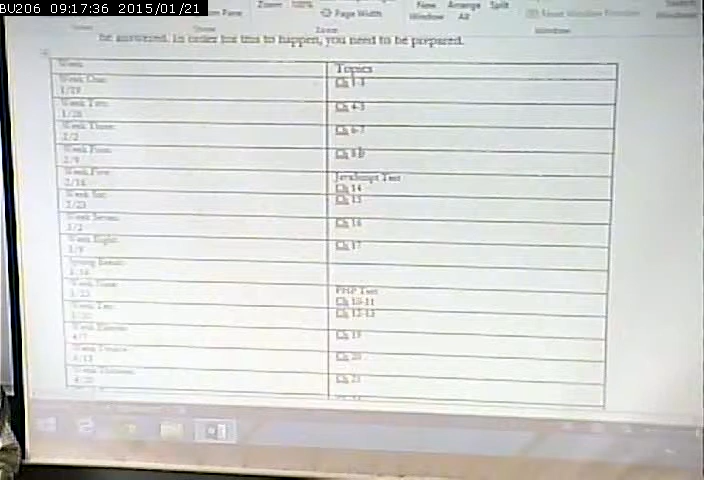 BU206 09:17:36 2015/01/21
Zoom 100% Page Width New Window Arrange All Split
Zoom Window
be answered. In order for this to happen, you need to be prepared.
Week Topics
Week One: Ch 1-3
1/19
Week Two: Ch 4-5
1/26
Week Three: Ch 6-7
2/2
Week Four:
2/9
Week Five: JavaScript Test
2/16 Ch 14
Week Six: Ch 15
2/23
Week Seven: Ch 16
3/2
Week Eight: Ch 17
3/9
Spring Break:
3/16
Week Nine: PHP Test
3/23 Ch 10-11
Week Ten: Ch 12-13
Week Eleven: Ch 19
4/7
Week Twelve: Ch 20
4/13
Week Thirteen: Ch 21
4/20